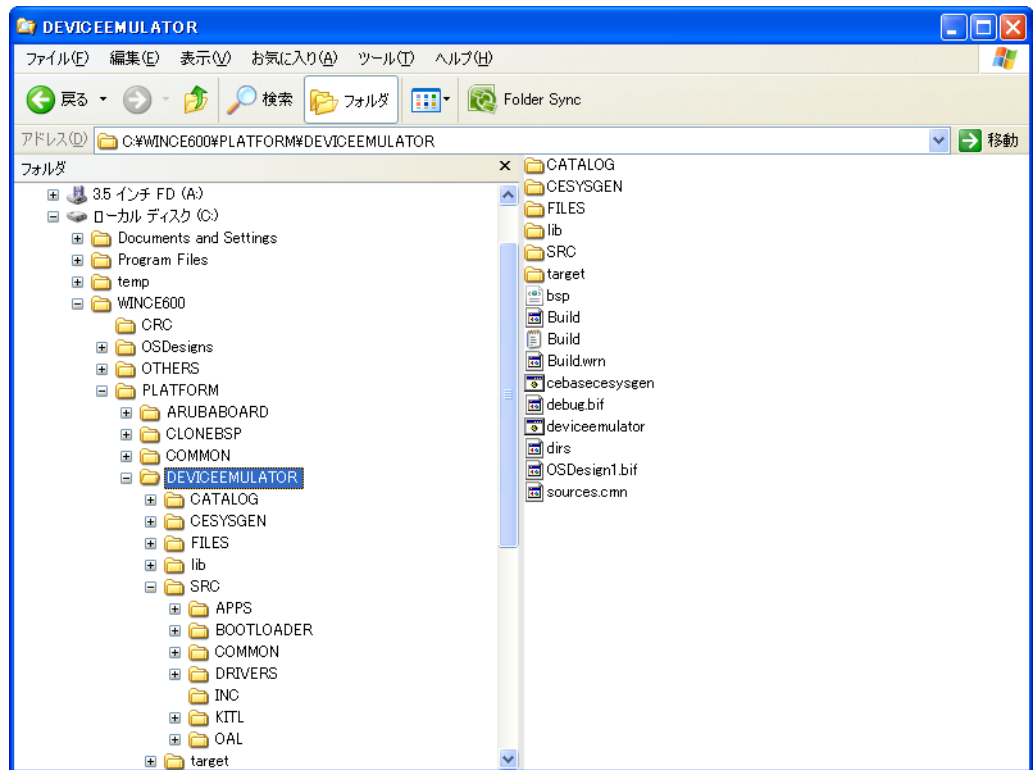 DEVICEEMULATOR
ファイル(F) 編集(E) 表示(V) お気に入り(A) ツール(T) ヘルプ(H)
戻る 検索 フォルダ Folder Sync
アドレス(D) C:¥WINCE600¥PLATFORM¥DEVICEEMULATOR 移動
フォルダ
3.5 インチ FD (A:)
ローカル ディスク (C:)
Documents and Settings
Program Files
temp
WINCE600
CRC
OSDesigns
OTHERS
PLATFORM
ARUBABOARD
CLONEBSP
COMMON
DEVICEEMULATOR
CATALOG
CESYSGEN
FILES
lib
SRC
APPS
BOOTLOADER
COMMON
DRIVERS
INC
KITL
OAL
target
CATALOG
CESYSGEN
FILES
lib
SRC
target
bsp
Build
Build
Build.wrn
cebasecesysgen
debug.bif
deviceemulator
dirs
OSDesign1.bif
sources.cmn